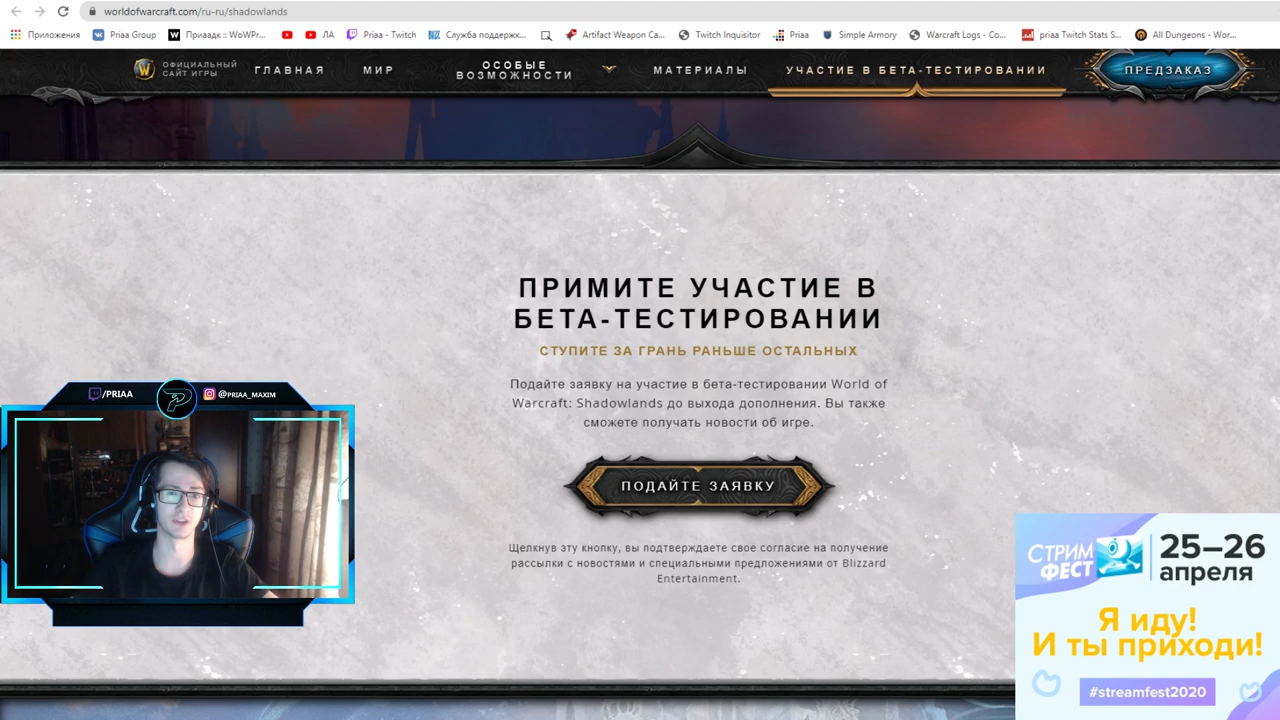 worldofwarcraft.com/ru-ru/shadowlands
Приложения
Priaa Group
Приаадк :: WoWPr...
ЛА
Priaa - Twitch
Служба поддержк...
Artifact Weapon Ca...
Twitch Inquisitor
Priaa
Simple Armory
Warcraft Logs - Co...
priaa Twitch Stats S...
All Dungeons - Wor...
ОФИЦИАЛЬНЫЙ
САЙТ ИГРЫ
ГЛАВНАЯ
МИР
ОСОБЫЕ
ВОЗМОЖНОСТИ
МАТЕРИАЛЫ
УЧАСТИЕ В БЕТА-ТЕСТИРОВАНИИ
ПРЕДЗАКАЗ
ПРИМИТЕ УЧАСТИЕ В
БЕТА-ТЕСТИРОВАНИИ
СТУПИТЕ ЗА ГРАНЬ РАНЬШЕ ОСТАЛЬНЫХ
Подайте заявку на участие в бета-тестировании World of
Warcraft: Shadowlands до выхода дополнения. Вы также
сможете получать новости об игре.
ПОДАЙТЕ ЗАЯВКУ
Щелкнув эту кнопку, вы подтверждаете свое согласие на получение
рассылки с новостями и специальными предложениями от Blizzard
Entertainment.
/PRIAA
@PRIAA_MAXIM
СТРИМ
ФЕСТ
25–26
апреля
Я иду!
И ты приходи!
#streamfest2020